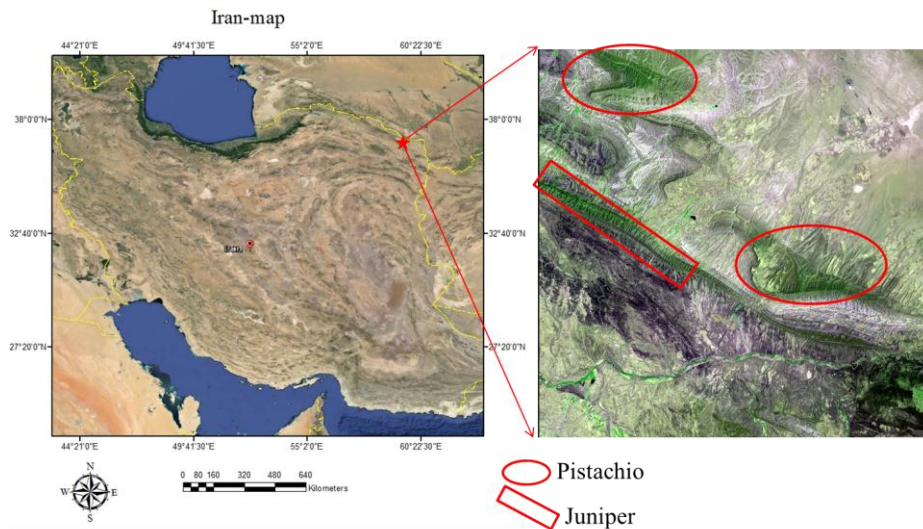 Iran-map
44°21'0"E 49°41'30"E 55°2'0"E 60°22'30"E
38°0'0"N 38°0'0"N
32°40'0"N 32°40'0"N
Iran
27°20'0"N 27°20'0"N
44°21'0"E 49°41'30"E 55°2'0"E 60°22'30"E
N
W E
S
0 80 160 320 480 640
Kilometers
Pistachio
Juniper